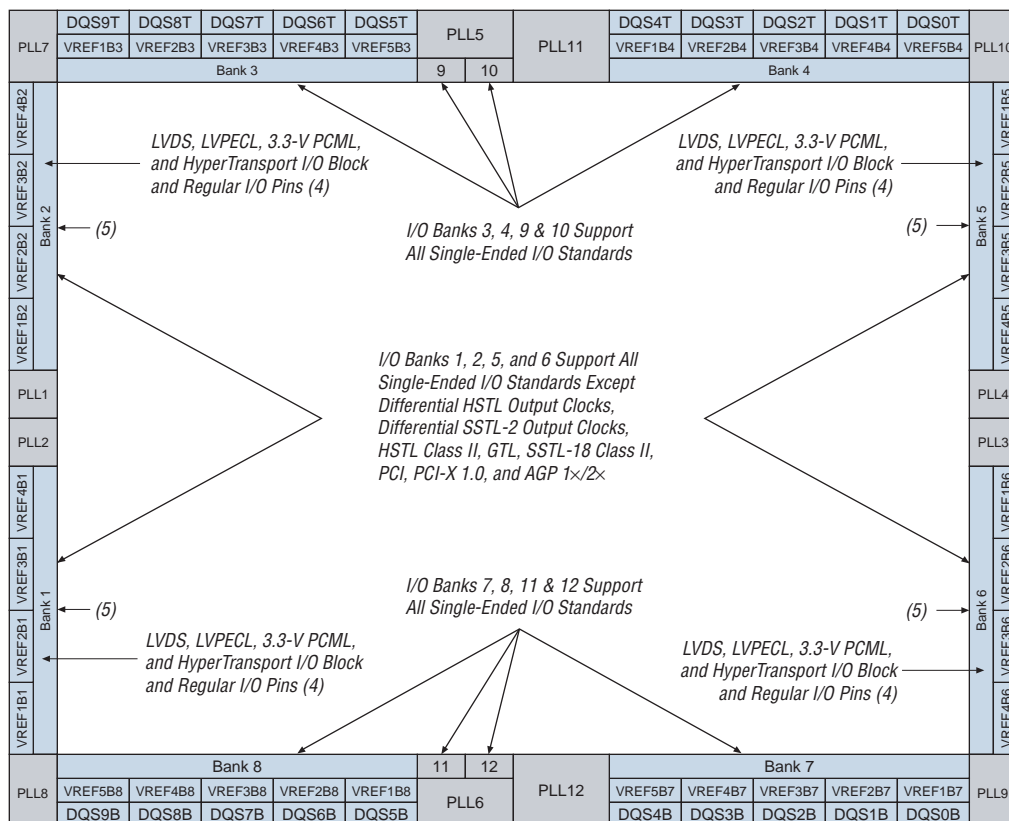 PLL7
DQS9T DQS8T DQS7T DQS6T DQS5T
VREF1B3 VREF2B3 VREF3B3 VREF4B3 VREF5B3
Bank 3
PLL5
9 10
PLL11
DQS4T DQS3T DQS2T DQS1T DQS0T
VREF1B4 VREF2B4 VREF3B4 VREF4B4 VREF5B4
Bank 4
PLL10
VREF4B2
VREF3B2
VREF2B2
VREF1B2
Bank 2
LVDS, LVPECL, 3.3-V PCML,
and HyperTransport I/O Block
and Regular I/O Pins (4)
(5)
I/O Banks 3, 4, 9 & 10 Support
All Single-Ended I/O Standards
LVDS, LVPECL, 3.3-V PCML,
and HyperTransport I/O Block
and Regular I/O Pins (4)
(5)
Bank 5
VREF1B5
VREF2B5
VREF3B5
VREF4B5
PLL1
PLL2
I/O Banks 1, 2, 5, and 6 Support All
Single-Ended I/O Standards Except
Differential HSTL Output Clocks,
Differential SSTL-2 Output Clocks,
HSTL Class II, GTL, SSTL-18 Class II,
PCI, PCI-X 1.0, and AGP 1×/2×
PLL4
PLL3
VREF4B1
VREF3B1
VREF2B1
VREF1B1
Bank 1
(5)
LVDS, LVPECL, 3.3-V PCML,
and HyperTransport I/O Block
and Regular I/O Pins (4)
I/O Banks 7, 8, 11 & 12 Support
All Single-Ended I/O Standards
(5)
LVDS, LVPECL, 3.3-V PCML,
and HyperTransport I/O Block
and Regular I/O Pins (4)
Bank 6
VREF1B6
VREF2B6
VREF3B6
VREF4B6
PLL8
Bank 8
VREF5B8 VREF4B8 VREF3B8 VREF2B8 VREF1B8
DQS9B DQS8B DQS7B DQS6B DQS5B
11 12
PLL6
PLL12
Bank 7
VREF5B7 VREF4B7 VREF3B7 VREF2B7 VREF1B7
DQS4B DQS3B DQS2B DQS1B DQS0B
PLL9